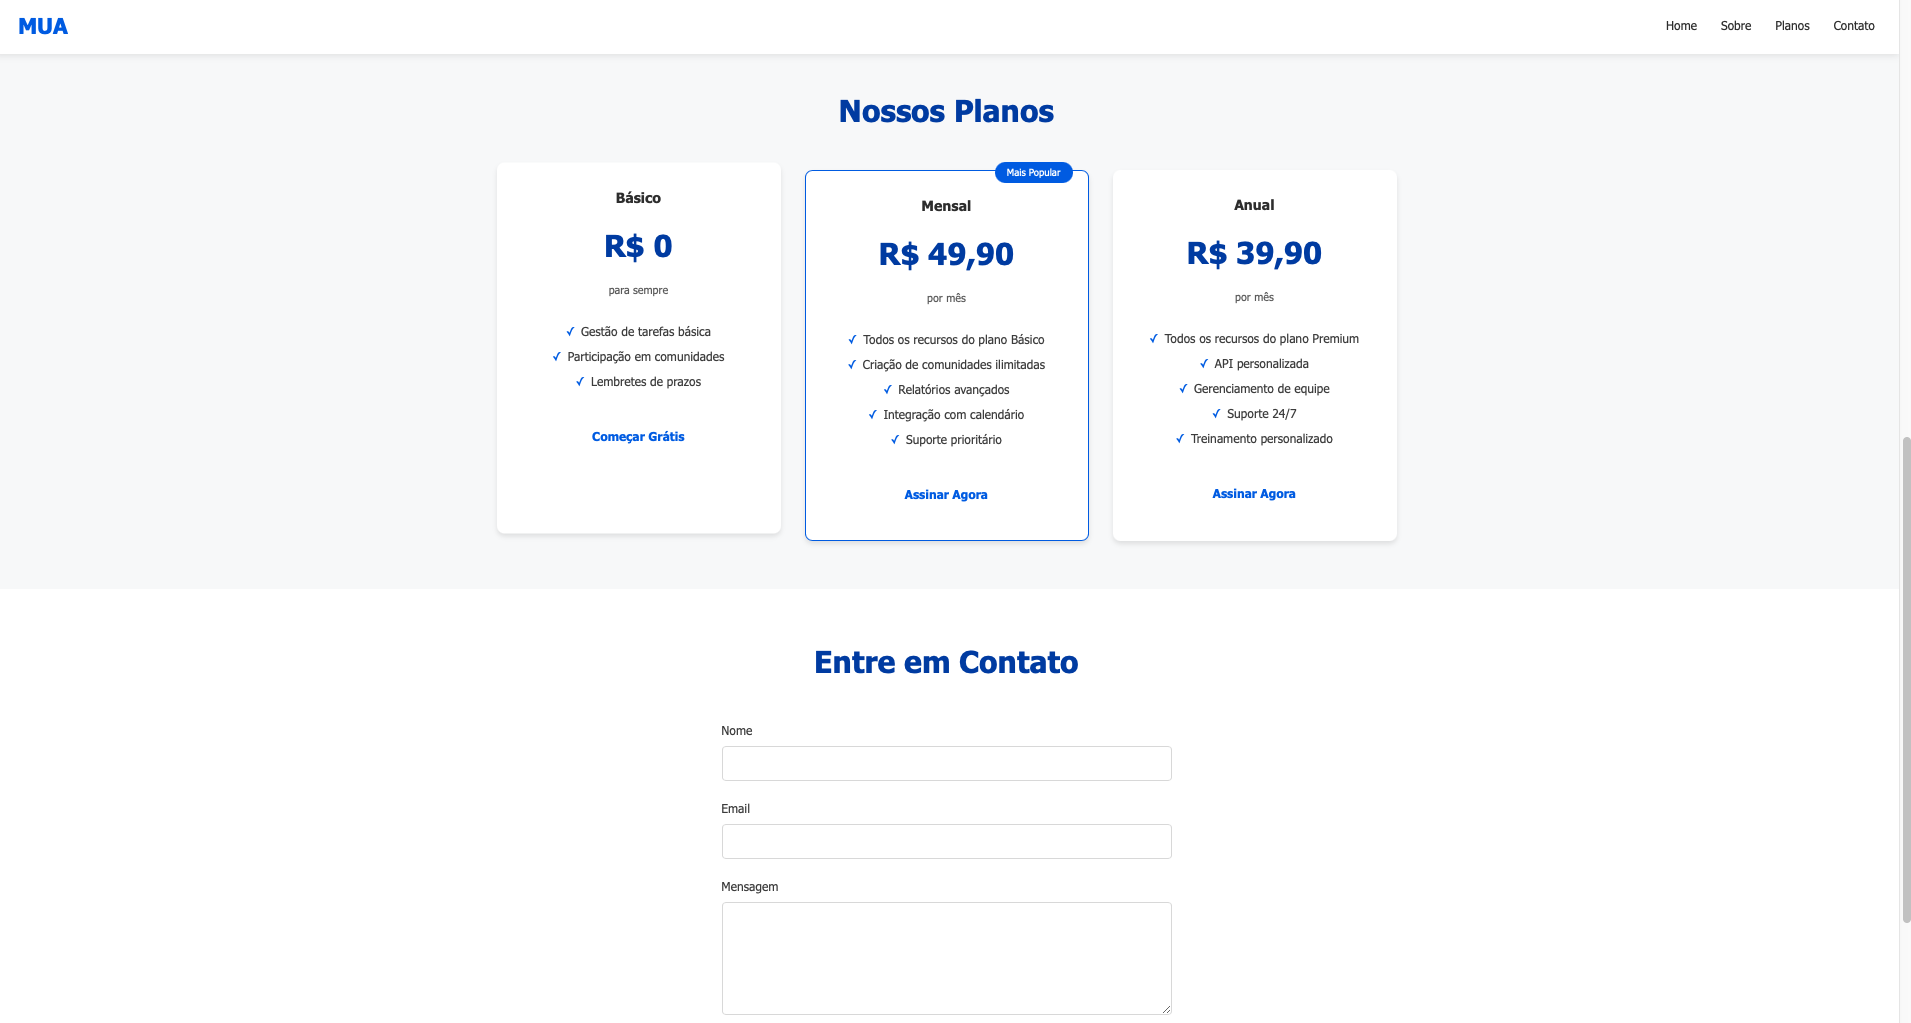 MUA
Home Sobre Planos Contato
Nossos Planos
Básico
R$ 0
para sempre
✓ Gestão de tarefas básica
✓ Participação em comunidades
✓ Lembretes de prazos
Começar Grátis
Mais Popular
Mensal
R$ 49,90
por mês
✓ Todos os recursos do plano Básico
✓ Criação de comunidades ilimitadas
✓ Relatórios avançados
✓ Integração com calendário
✓ Suporte prioritário
Assinar Agora
Anual
R$ 39,90
por mês
✓ Todos os recursos do plano Premium
✓ API personalizada
✓ Gerenciamento de equipe
✓ Suporte 24/7
✓ Treinamento personalizado
Assinar Agora
Entre em Contato
Nome
Email
Mensagem